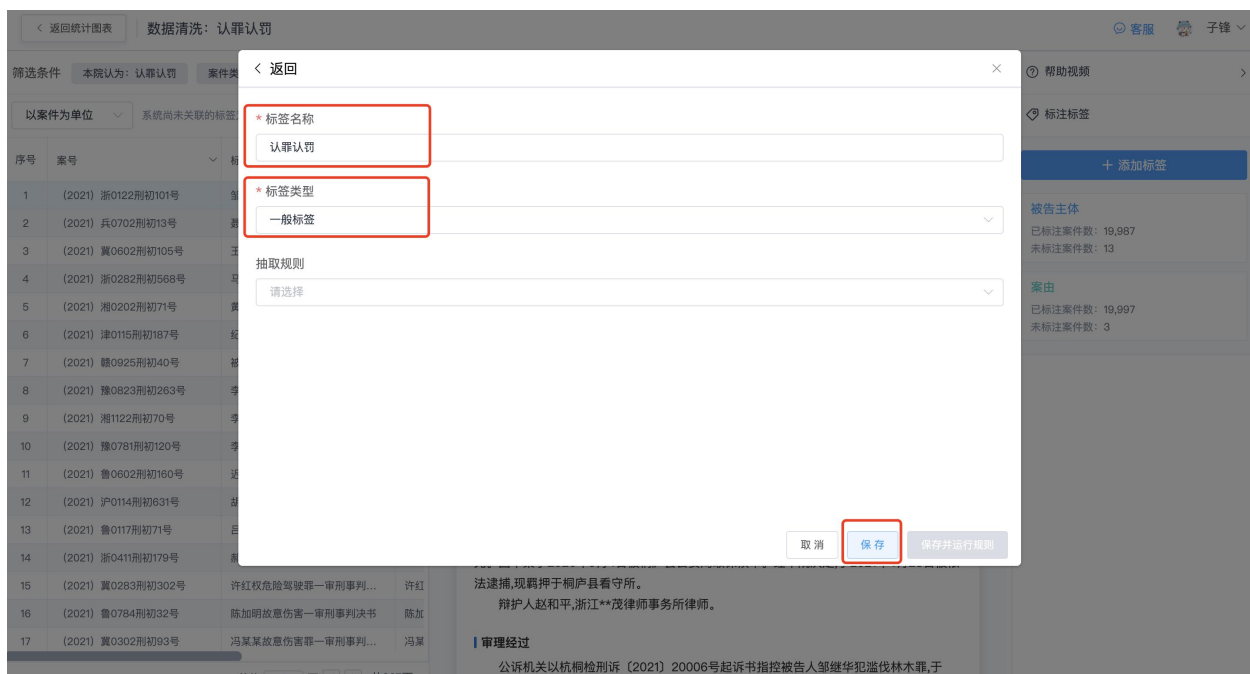 返回统计图表
数据清洗：认罪认罚
客服
子锋
筛选条件
本院认为：认罪认罚
案件类
返回
帮助视频
以案件为单位
系统尚未关联的标签
标注标签
* 标签名称
认罪认罚
序号
案号
添加标签
* 标签类型
一般标签
被告主体
已标注案件数：19,987
未标注案件数：13
抽取规则
请选择
案由
已标注案件数：19,997
未标注案件数：3
1 （2021）浙0122刑初101号 邹
2 （2021）兵0702刑初13号 聂
3 （2021）冀0602刑初105号 王
4 （2021）浙0282刑初568号 马
5 （2021）湘0202刑初71号 黄
6 （2021）津0115刑初187号 纪
7 （2021）赣0925刑初40号 被
8 （2021）豫0823刑初263号 李
9 （2021）湘1122刑初70号 李
10 （2021）豫0781刑初120号 李
11 （2021）鲁0602刑初160号 迟
12 （2021）沪0114刑初631号 胡
13 （2021）鲁0117刑初71号 吕
14 （2021）浙0411刑初179号 郝
取消
保存
保存并运行规则
15 （2021）冀0283刑初302号 许红权危险驾驶罪一审刑事判... 许红
16 （2021）鲁0784刑初32号 陈加明故意伤害一审刑事判决书 陈加
17 （2021）冀0302刑初93号 冯某某故意伤害罪一审刑事判... 冯某
法逮捕,现羁押于桐庐县看守所。
辩护人赵和平,浙江**茂律师事务所律师。
审理经过
公诉机关以杭桐检刑诉〔2021〕20006号起诉书指控被告人邹继华犯滥伐林木罪,于